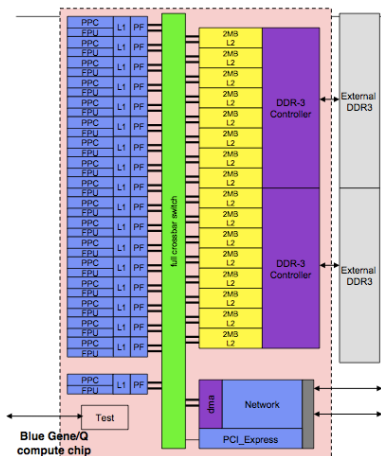 PPC
FPU
L1 PF
PPC
FPU
L1 PF
PPC
FPU
L1 PF
PPC
FPU
L1 PF
PPC
FPU
L1 PF
PPC
FPU
L1 PF
PPC
FPU
L1 PF
PPC
FPU
L1 PF
PPC
FPU
L1 PF
PPC
FPU
L1 PF
PPC
FPU
L1 PF
PPC
FPU
L1 PF
PPC
FPU
L1 PF
PPC
FPU
L1 PF
PPC
FPU
L1 PF
PPC
FPU
L1 PF
PPC
FPU
L1 PF
PPC
FPU
L1 PF
Test
Blue Gene/Q
compute chip
full crossbar switch
2MB
L2
2MB
L2
2MB
L2
2MB
L2
2MB
L2
2MB
L2
2MB
L2
2MB
L2
2MB
L2
2MB
L2
2MB
L2
2MB
L2
2MB
L2
2MB
L2
2MB
L2
2MB
L2
DDR-3
Controller
DDR-3
Controller
External
DDR3
External
DDR3
dma
Network
PCI_Express